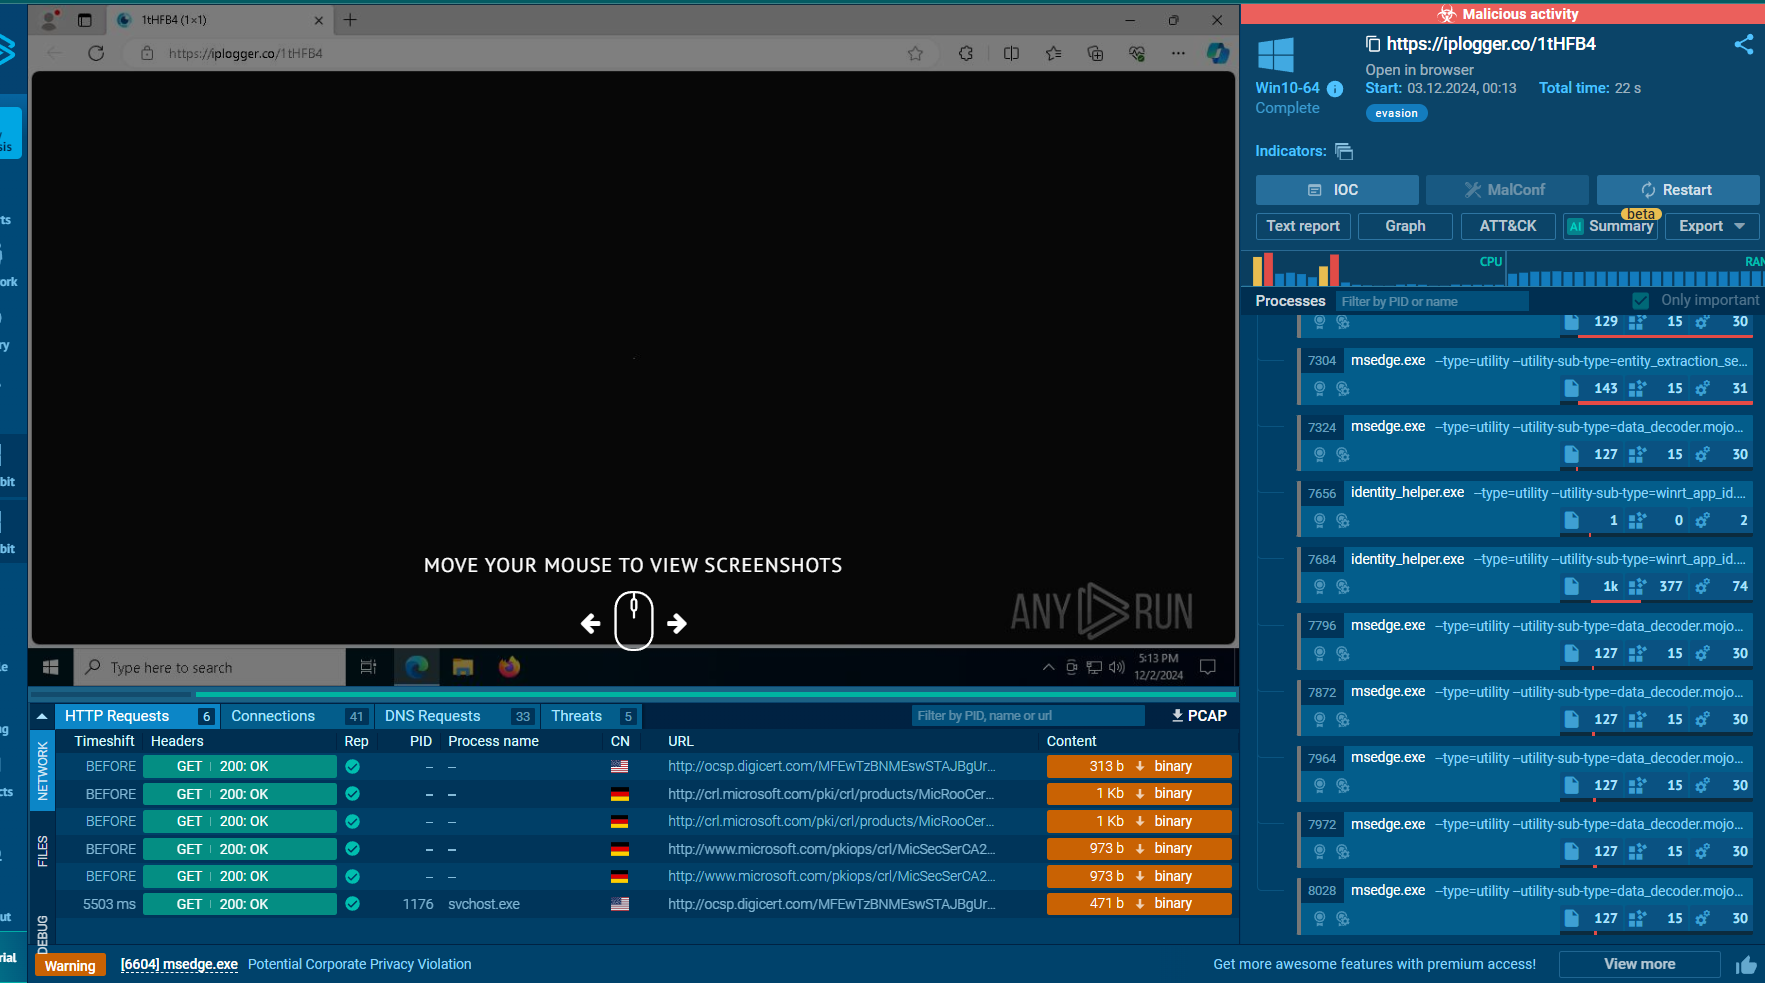 1tHFB4 (1×1)
https://iplogger.co/1tHFB4
MOVE YOUR MOUSE TO VIEW SCREENSHOTS
ANY RUN
Type here to search
5:13 PM
12/2/2024
sis
ts
ork
ry
bit
bit
le
ng
cts
ut
rial
Malicious activity
https://iplogger.co/1tHFB4
Open in browser
Win10-64
Start: 03.12.2024, 00:13 Total time: 22 s
Complete
evasion
Indicators:
IOC MalConf Restart
beta
Text report Graph ATT&CK AI Summary Export
CPU RAM
Processes Filter by PID or name Only important
129 15 30
7304 msedge.exe --type=utility --utility-sub-type=entity_extraction_se...
143 15 31
7324 msedge.exe --type=utility --utility-sub-type=data_decoder.mojo...
127 15 30
7656 identity_helper.exe --type=utility --utility-sub-type=winrt_app_id....
1 0 2
7684 identity_helper.exe --type=utility --utility-sub-type=winrt_app_id....
1k 377 74
7796 msedge.exe --type=utility --utility-sub-type=data_decoder.mojo...
127 15 30
7872 msedge.exe --type=utility --utility-sub-type=data_decoder.mojo...
127 15 30
7964 msedge.exe --type=utility --utility-sub-type=data_decoder.mojo...
127 15 30
7972 msedge.exe --type=utility --utility-sub-type=data_decoder.mojo...
127 15 30
8028 msedge.exe --type=utility --utility-sub-type=data_decoder.mojo...
127 15 30
HTTP Requests 6 Connections 41 DNS Requests 33 Threats 5 Filter by PID, name or url PCAP
NETWORK
FILES
DEBUG
Timeshift Headers Rep PID Process name CN URL Content
BEFORE GET 200: OK – – http://ocsp.digicert.com/MFEwTzBNMEswSTAJBgUr... 313 b binary
BEFORE GET 200: OK – – http://crl.microsoft.com/pki/crl/products/MicRooCer... 1 Kb binary
BEFORE GET 200: OK – – http://crl.microsoft.com/pki/crl/products/MicRooCer... 1 Kb binary
BEFORE GET 200: OK – – http://www.microsoft.com/pkiops/crl/MicSecSerCA2... 973 b binary
BEFORE GET 200: OK – – http://www.microsoft.com/pkiops/crl/MicSecSerCA2... 973 b binary
5503 ms GET 200: OK 1176 svchost.exe http://ocsp.digicert.com/MFEwTzBNMEswSTAJBgUr... 471 b binary
Warning [6604] msedge.exe Potential Corporate Privacy Violation
Get more awesome features with premium access! View more